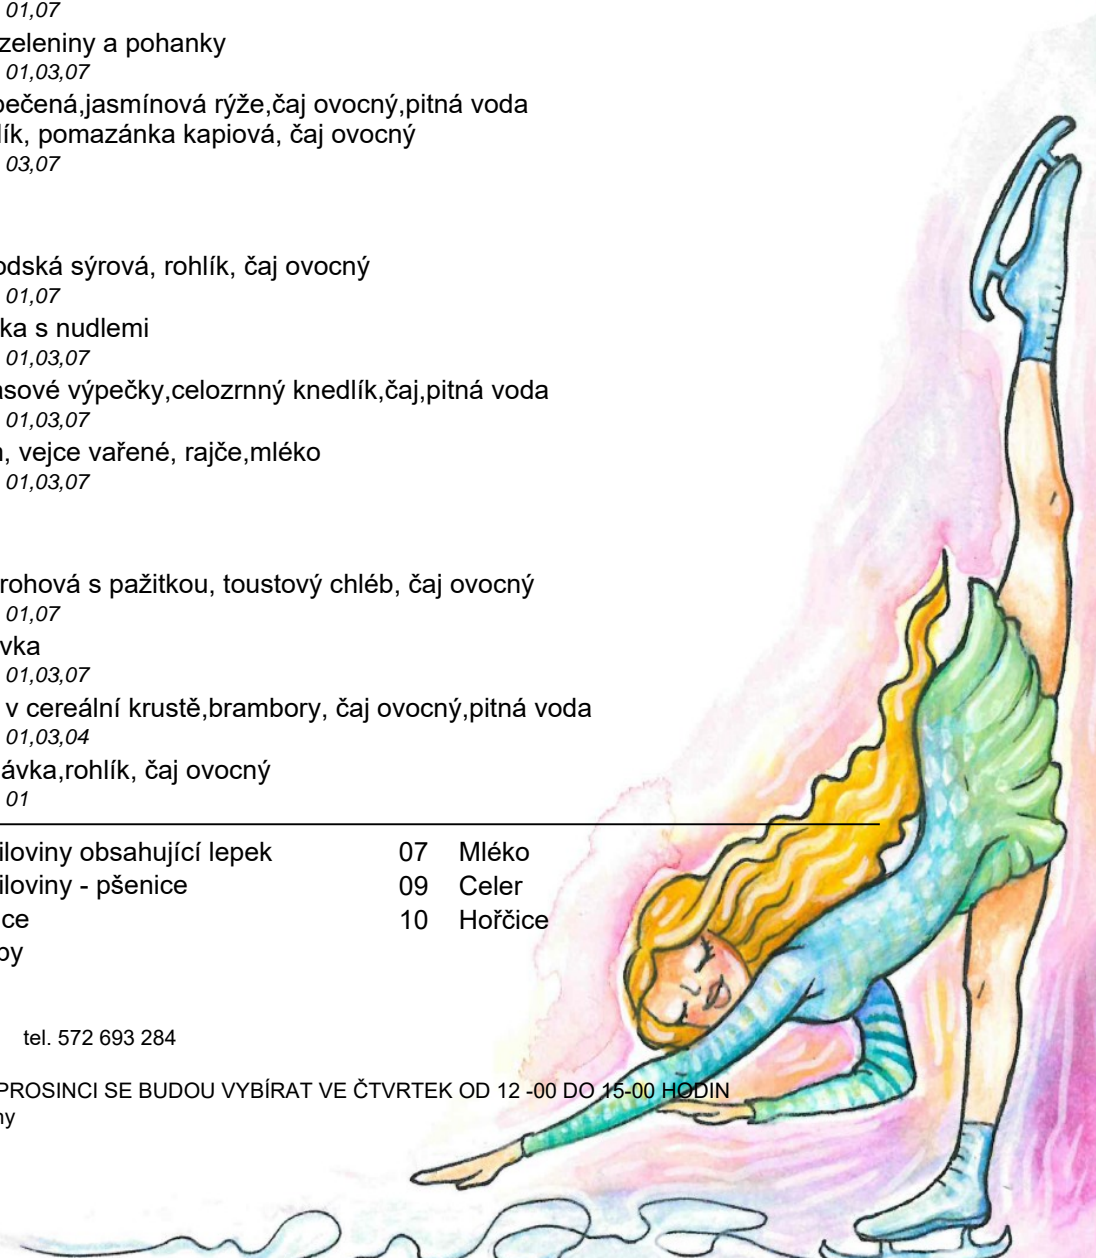 01,07
zeleniny a pohanky
01,03,07
pečená,jasmínová rýže,čaj ovocný,pitná voda
lík, pomazánka kapiová, čaj ovocný
03,07
odská sýrová, rohlík, čaj ovocný
01,07
ka s nudlemi
01,03,07
asové výpečky,celozrnný knedlík,čaj,pitná voda
01,03,07
, vejce vařené, rajče,mléko
01,03,07
rohová s pažitkou, toustový chléb, čaj ovocný
01,07
vka
01,03,07
v cereální krustě,brambory, čaj ovocný,pitná voda
01,03,04
ávka,rohlík, čaj ovocný
01
iloviny obsahující lepek 07 Mléko
iloviny - pšenice 09 Celer
ce 10 Hořčice
by
tel. 572 693 284
PROSINCI SE BUDOU VYBÍRAT VE ČTVRTEK OD 12 -00 DO 15-00 HODIN
ny